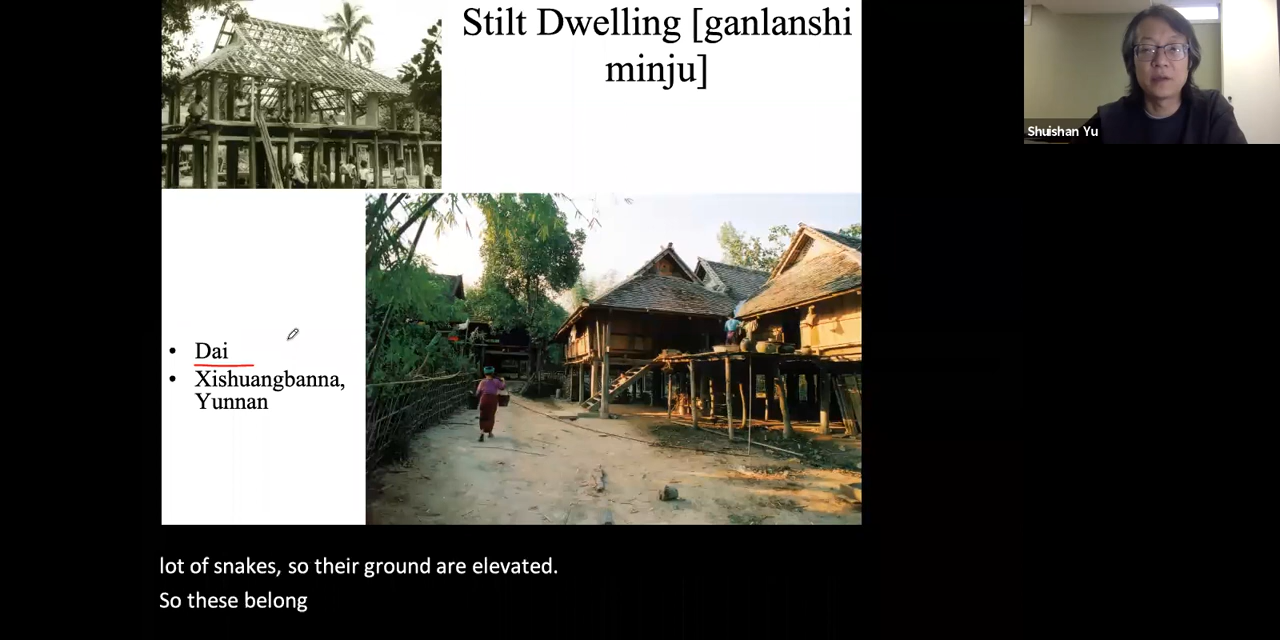 Stilt Dwelling [ganlanshi
minju]
Shuishan Yu
• Dai
• Xishuangbanna,
Yunnan
lot of snakes, so their ground are elevated.
So these belong